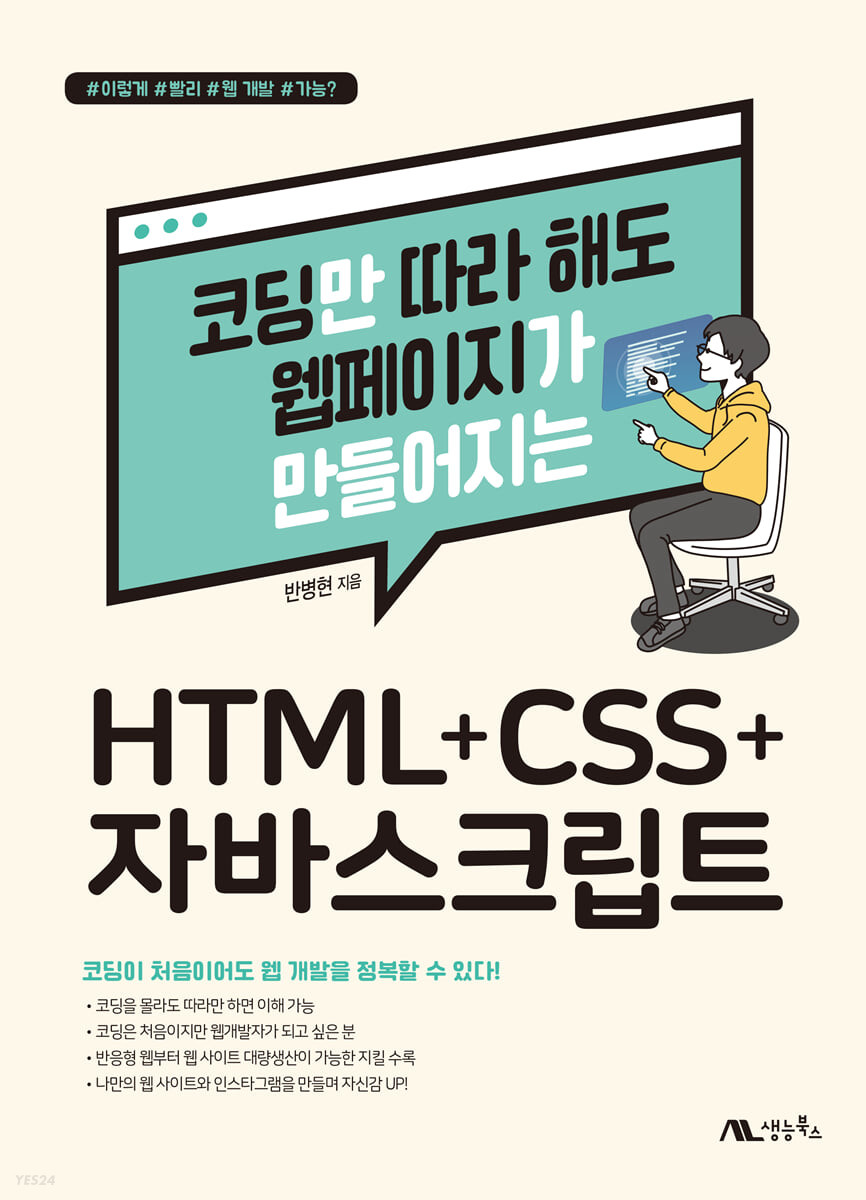 #이렇게 #빨리 #웹 개발 #가능?
코딩만 따라 해도
웹페이지가
만들어지는
반병현 지음
HTML+CSS+
자바스크립트
코딩이 처음이어도 웹 개발을 정복할 수 있다!
• 코딩을 몰라도 따라만 하면 이해 가능
• 코딩은 처음이지만 웹개발자가 되고 싶은 분
• 반응형 웹부터 웹 사이트 대량생산이 가능한 지킬 수록
• 나만의 웹 사이트와 인스타그램을 만들며 자신감 UP!
생능북스
YES24